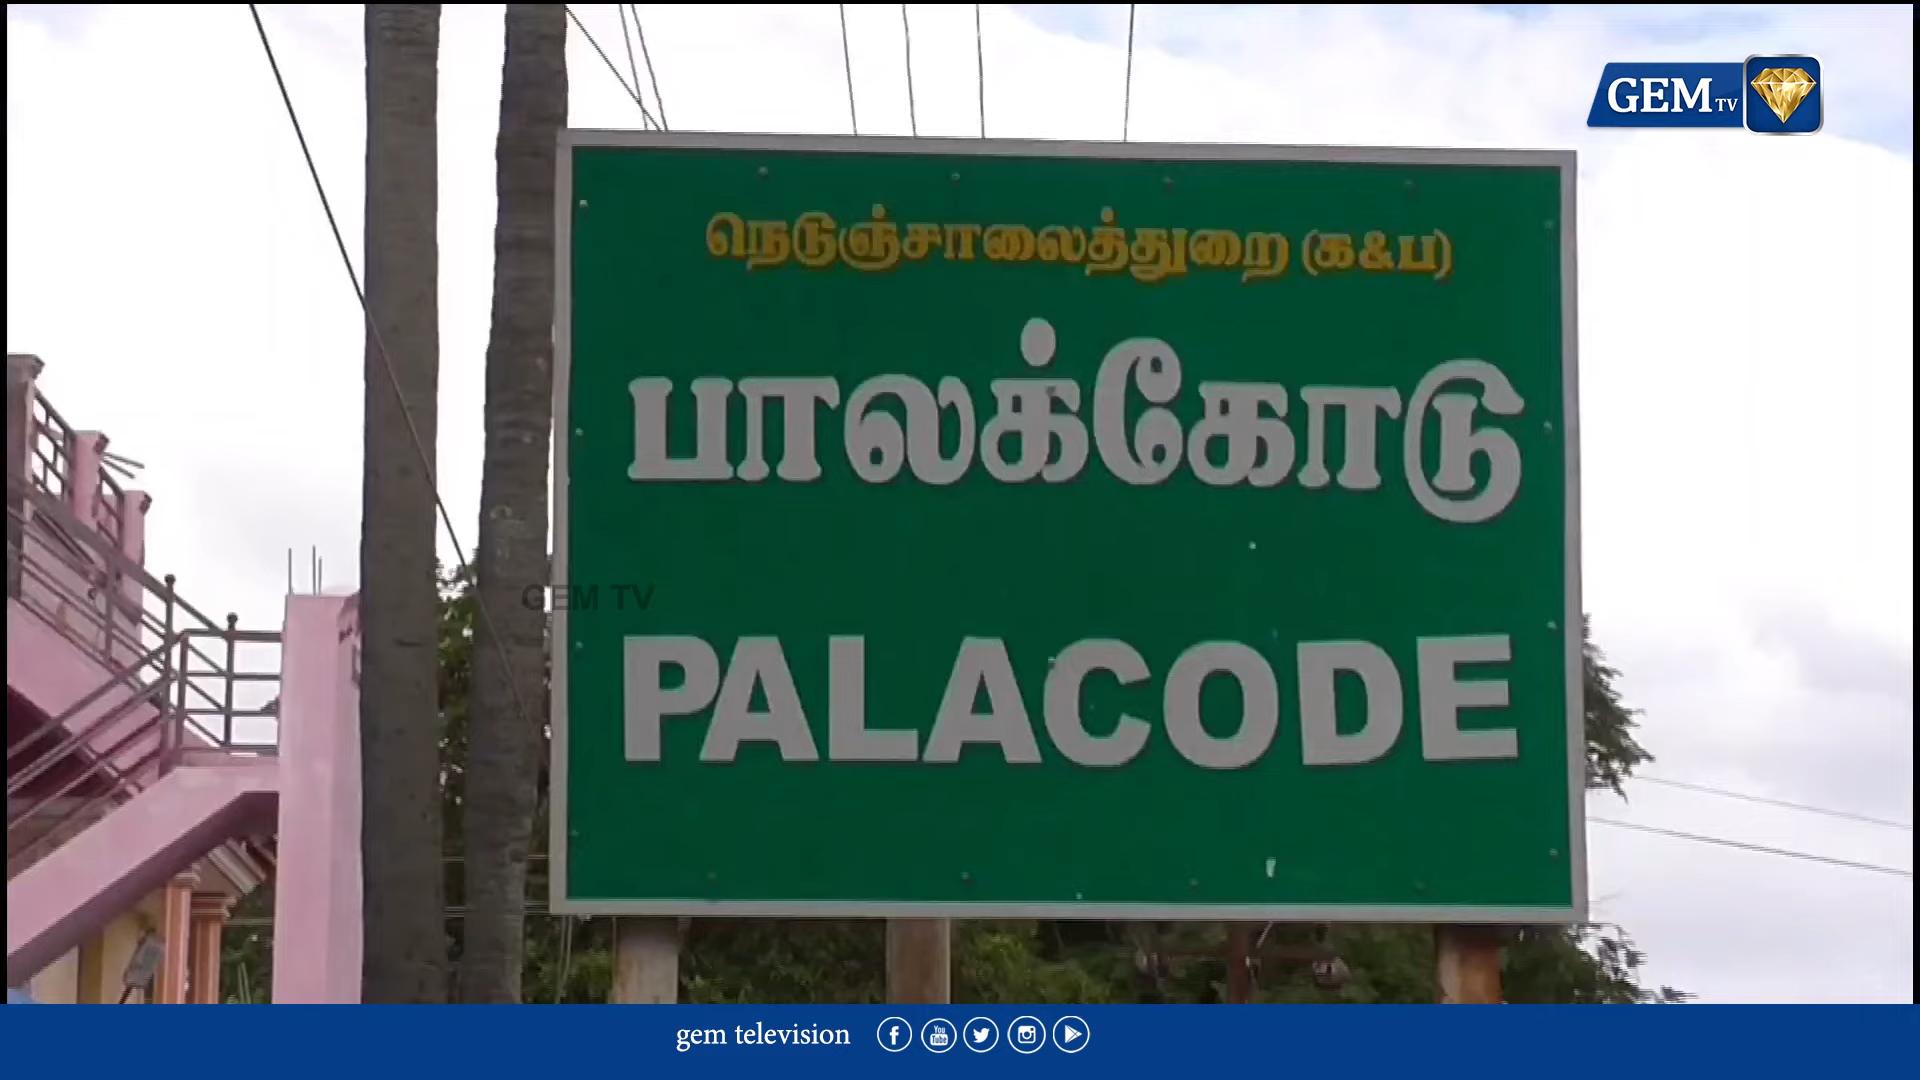 GEM TV
நெடுஞ்சாலைத்துறை (க&ப)
பாலக்கோடு
GEM TV
PALACODE
gem television